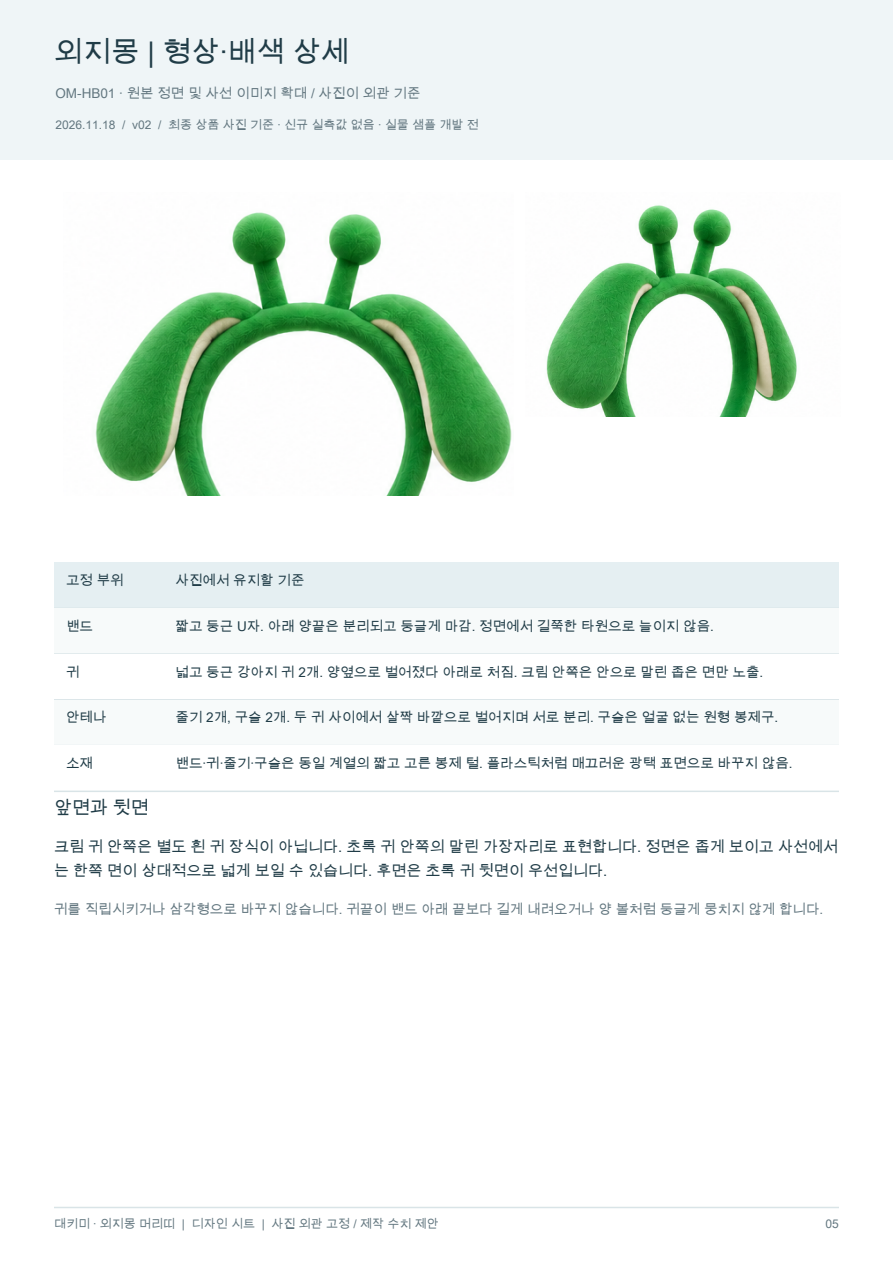 외지몽 | 형상·배색 상세
OM-HB01 · 원본 정면 및 사선 이미지 확대 / 사진이 외관 기준
2026.11.18 / v02 / 최종 상품 사진 기준 · 신규 실측값 없음 · 실물 샘플 개발 전
고정 부위 사진에서 유지할 기준
밴드 짧고 둥근 U자. 아래 양끝은 분리되고 둥글게 마감. 정면에서 길쭉한 타원으로 늘이지 않음.
귀 넓고 둥근 강아지 귀 2개. 양옆으로 벌어졌다 아래로 처짐. 크림 안쪽은 안으로 말린 좁은 면만 노출.
안테나 줄기 2개, 구슬 2개. 두 귀 사이에서 살짝 바깥으로 벌어지며 서로 분리. 구슬은 얼굴 없는 원형 봉제구.
소재 밴드·귀·줄기·구슬은 동일 계열의 짧고 고른 봉제 털. 플라스틱처럼 매끄러운 광택 표면으로 바꾸지 않음.
앞면과 뒷면
크림 귀 안쪽은 별도 흰 귀 장식이 아닙니다. 초록 귀 안쪽의 말린 가장자리로 표현합니다. 정면은 좁게 보이고 사선에서
는 한쪽 면이 상대적으로 넓게 보일 수 있습니다. 후면은 초록 귀 뒷면이 우선입니다.
귀를 직립시키거나 삼각형으로 바꾸지 않습니다. 귀끝이 밴드 아래 끝보다 길게 내려오거나 양 볼처럼 둥글게 뭉치지 않게 합니다.
대키미 · 외지몽 머리띠 | 디자인 시트 | 사진 외관 고정 / 제작 수치 제안 05